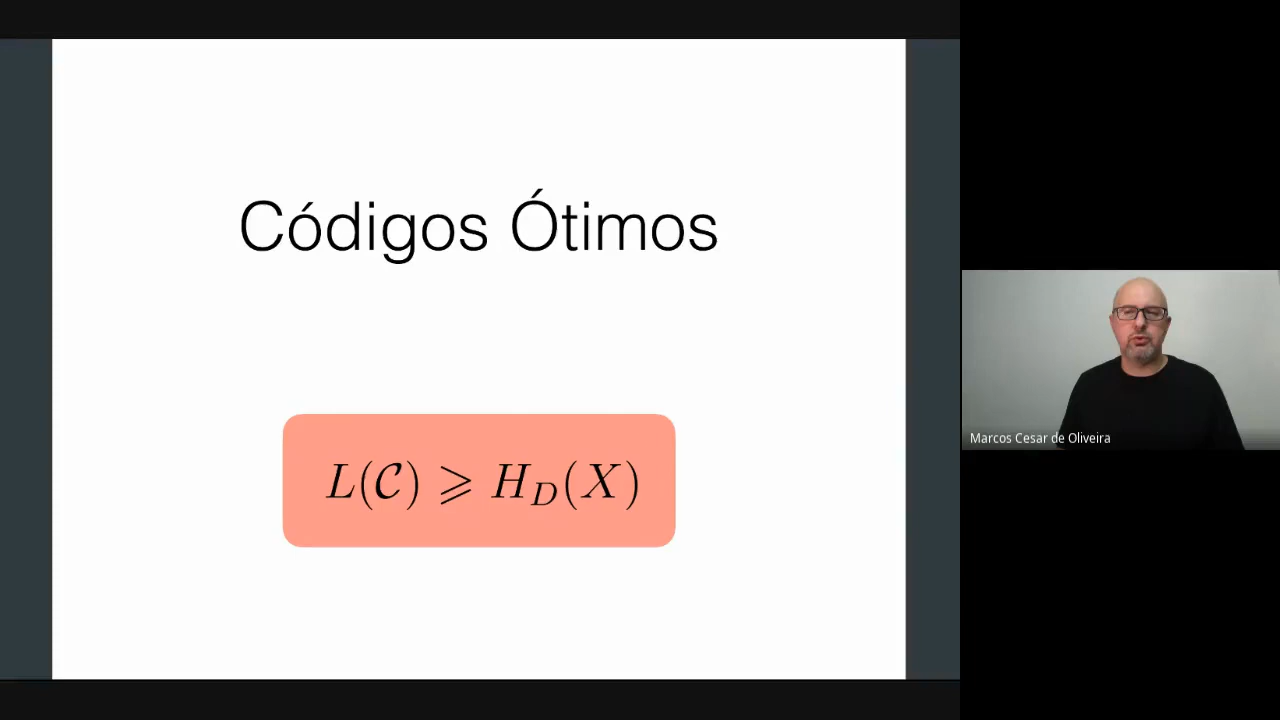 Códigos Ótimos
L(𝒞) ⩾ H_D(X)
Marcos Cesar de Oliveira